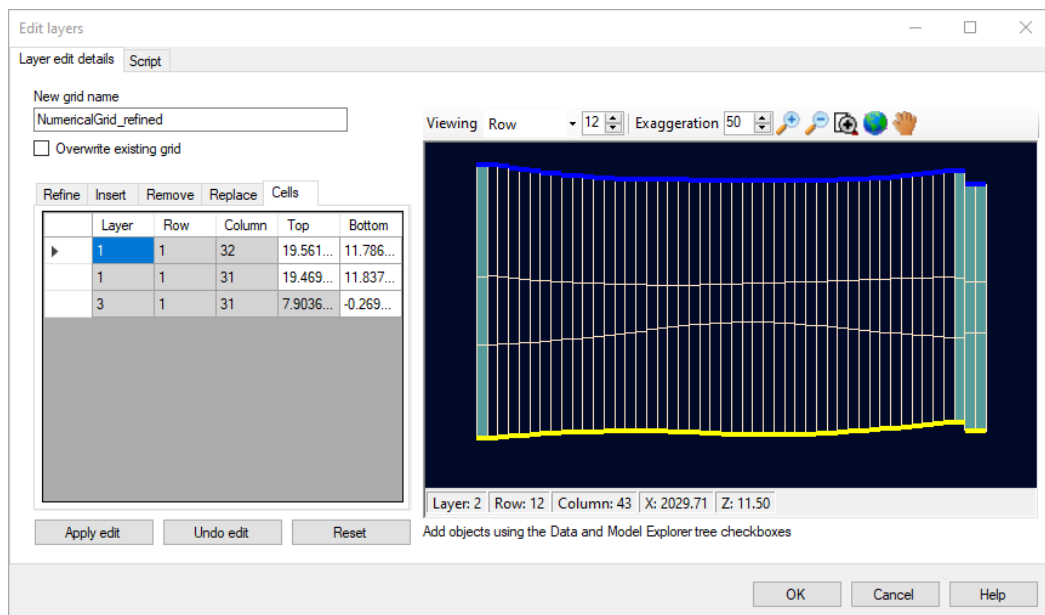 Edit layers
Layer edit details Script
New grid name
NumericalGrid_refined
Overwrite existing grid
Viewing Row 12 Exaggeration 50
Refine Insert Remove Replace Cells
Layer Row Column Top Bottom
1 1 32 19.561... 11.786...
1 1 31 19.469... 11.837...
3 1 31 7.9036... -0.269...
Layer: 2 Row: 12 Column: 43 X: 2029.71 Z: 11.50
Apply edit Undo edit Reset Add objects using the Data and Model Explorer tree checkboxes
OK Cancel Help